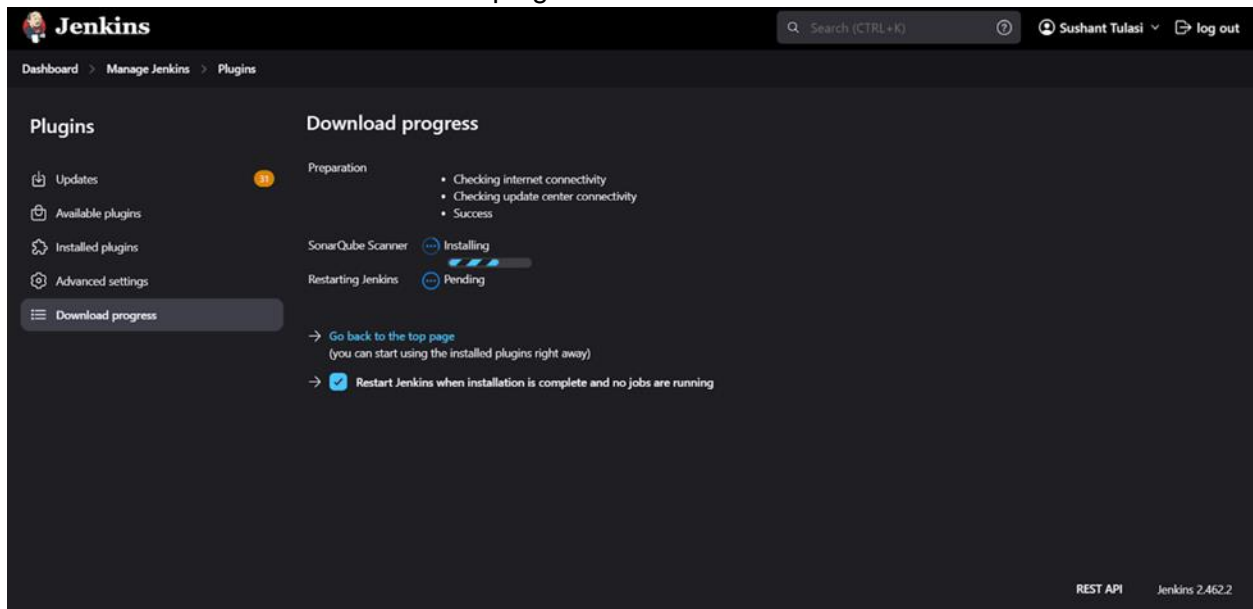 Jenkins
Search (CTRL+K)
Sushant Tulasi
log out
Dashboard > Manage Jenkins > Plugins
Plugins
Updates
31
Available plugins
Installed plugins
Advanced settings
Download progress
Download progress
Preparation
• Checking internet connectivity
• Checking update center connectivity
• Success
SonarQube Scanner Installing
Restarting Jenkins Pending
→ Go back to the top page
(you can start using the installed plugins right away)
→ Restart Jenkins when installation is complete and no jobs are running
REST API Jenkins 2.462.2